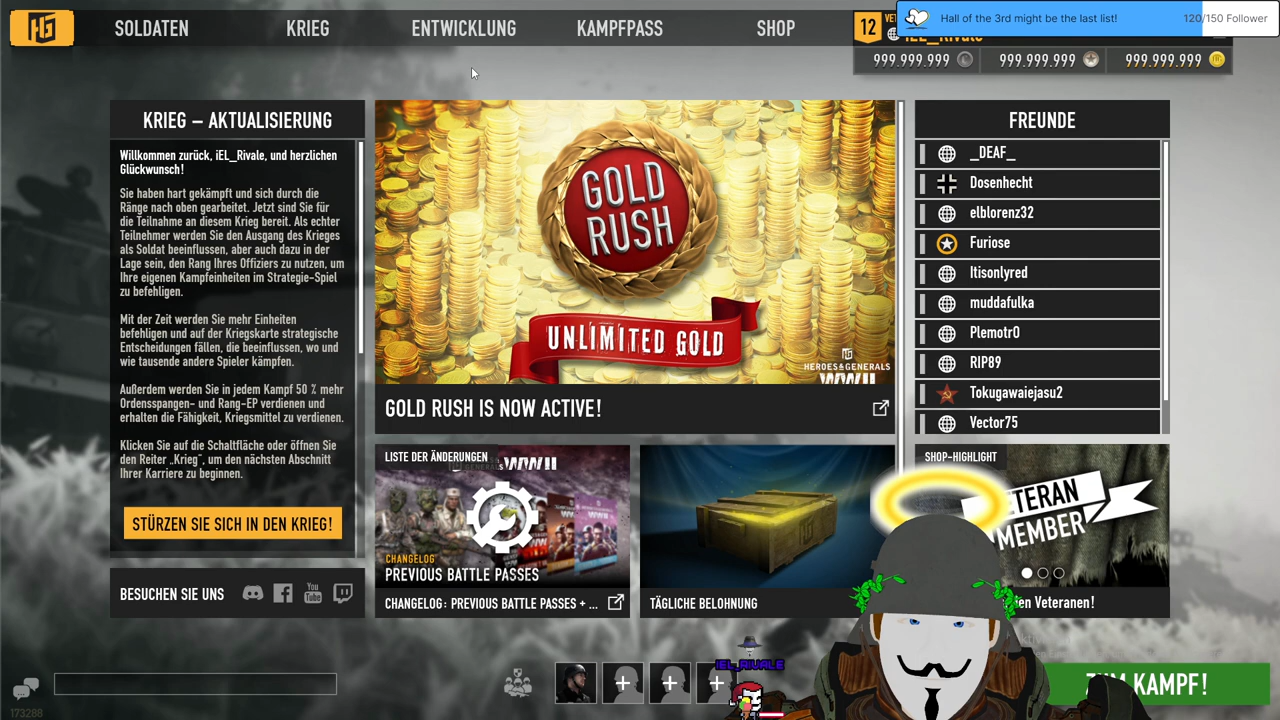 SOLDATEN
KRIEG
ENTWICKLUNG
KAMPFPASS
SHOP
12
Hall of the 3rd might be the last list!
120/150 Follower
iEL_Rivale
999.999.999
999.999.999
999.999.999
KRIEG – AKTUALISIERUNG
Willkommen zurück, iEL_Rivale, und herzlichen
Glückwunsch!
Sie haben hart gekämpft und sich durch die
Ränge nach oben gearbeitet. Jetzt sind Sie für
die Teilnahme an diesem Krieg bereit. Als echter
Teilnehmer werden Sie den Ausgang des Krieges
als Soldat beeinflussen, aber auch dazu in der
Lage sein, den Rang Ihres Offiziers zu nutzen, um
Ihre eigenen Kampfeinheiten im Strategie-Spiel
zu befehligen.
Mit der Zeit werden Sie mehr Einheiten
befehligen und auf der Kriegskarte strategische
Entscheidungen fällen, die beeinflussen, wo und
wie tausende andere Spieler kämpfen.
Außerdem werden Sie in jedem Kampf 50 % mehr
Ordensspangen- und Rang-EP verdienen und
erhalten die Fähigkeit, Kriegsmittel zu verdienen.
Klicken Sie auf die Schaltfläche oder öffnen Sie
den Reiter „Krieg", um den nächsten Abschnitt
Ihrer Karriere zu beginnen.
STÜRZEN SIE SICH IN DEN KRIEG!
BESUCHEN SIE UNS
You
Tube
GOLD
RUSH
UNLIMITED GOLD
HEROES&GENERALS
WWII
GOLD RUSH IS NOW ACTIVE!
LISTE DER ÄNDERUNGEN
WWII
CHANGELOG
PREVIOUS BATTLE PASSES
CHANGELOG: PREVIOUS BATTLE PASSES + ...
TÄGLICHE BELOHNUNG
FREUNDE
_DEAF_
Dosenhecht
elblorenz32
Furiose
Itisonlyred
muddafulka
Plemotr0
RIP89
Tokugawaiejasu2
Vector75
SHOP-HIGHLIGHT
MEMBER
Veteranen!
IEL_RIVALE
KAMPF!
173288